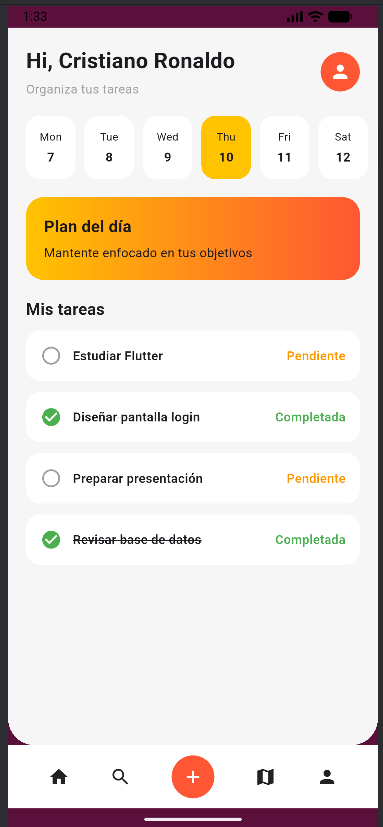 1:33
Hi, Cristiano Ronaldo
Organiza tus tareas
Mon Tue Wed Thu Fri Sat
7 8 9 10 11 12
Plan del día
Mantente enfocado en tus objetivos
Mis tareas
Estudiar Flutter Pendiente
Diseñar pantalla login Completada
Preparar presentación Pendiente
Revisar base de datos Completada